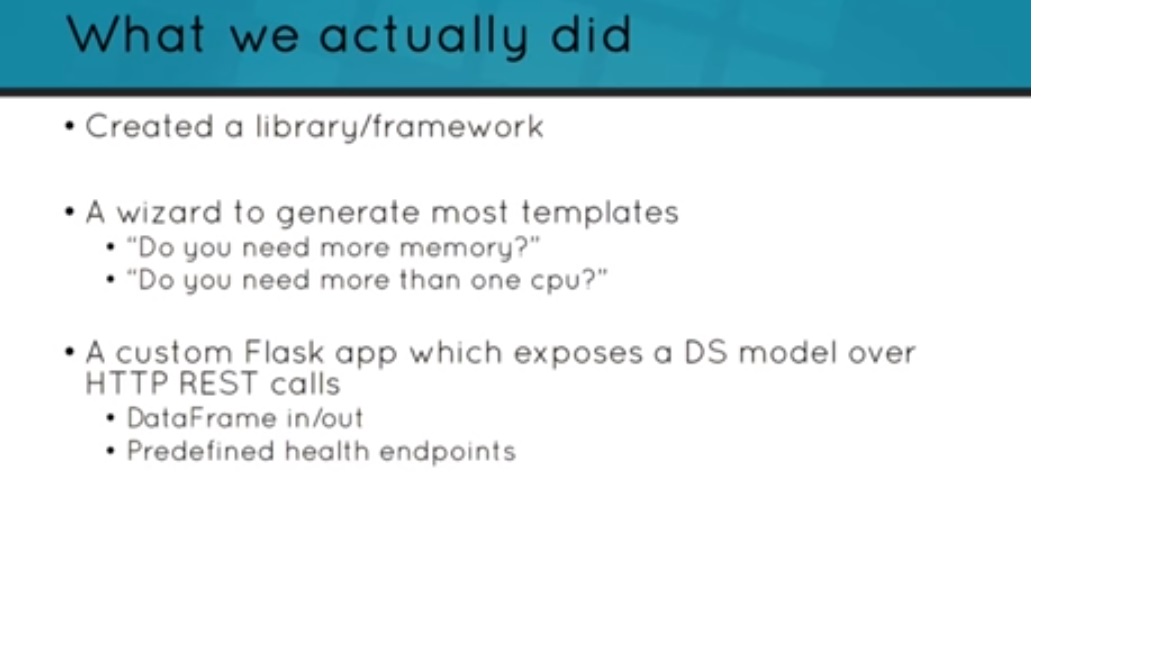 What we actually did
• Created a library/framework
• A wizard to generate most templates
• “Do you need more memory?”
• “Do you need more than one cpu?”
• A custom Flask app which exposes a DS model over
HTTP REST calls
• DataFrame in/out
• Predefined health endpoints